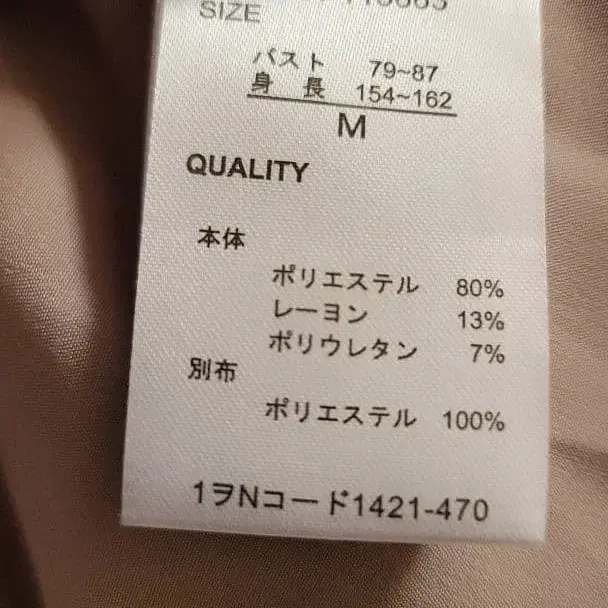 SIZE
バスト 79~87
身長 154~162
M
QUALITY
本体
ポリエステル 80%
レーヨン 13%
ポリウレタン 7%
別布
ポリエステル 100%
1ヲNコード1421-470